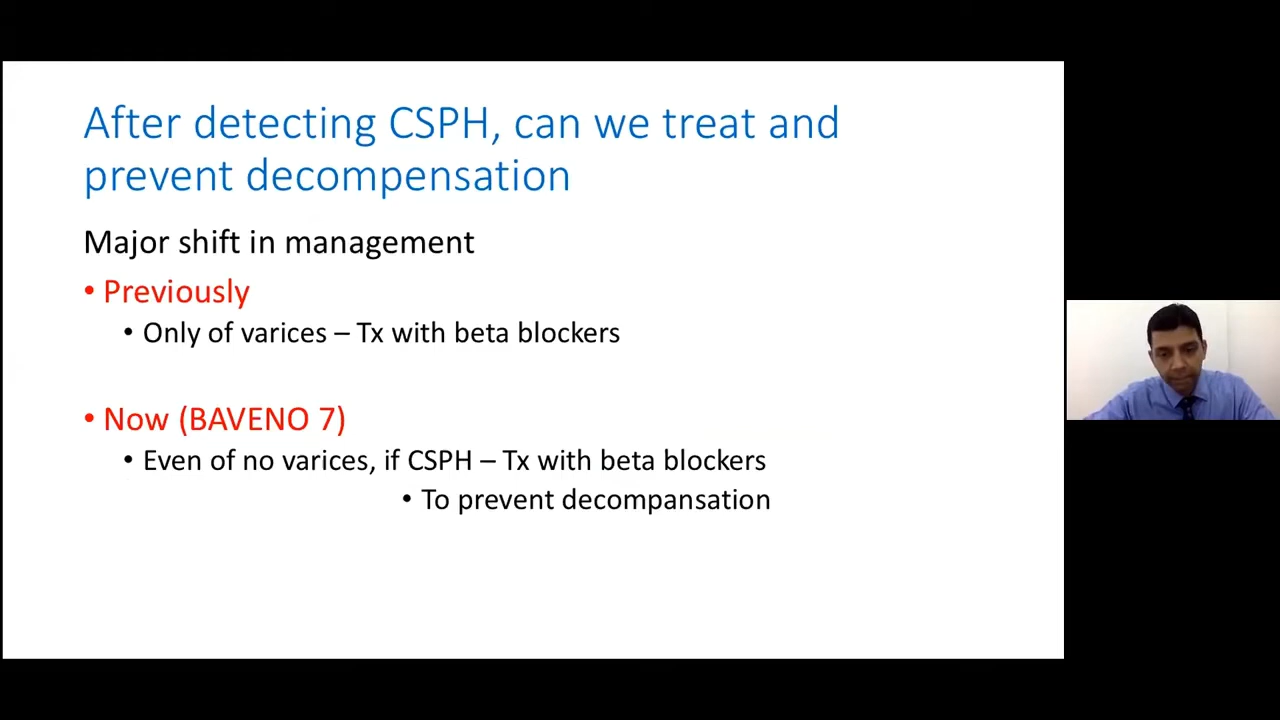 After detecting CSPH, can we treat and
prevent decompensation
Major shift in management
• Previously
• Only of varices – Tx with beta blockers
• Now (BAVENO 7)
• Even of no varices, if CSPH – Tx with beta blockers
• To prevent decompansation